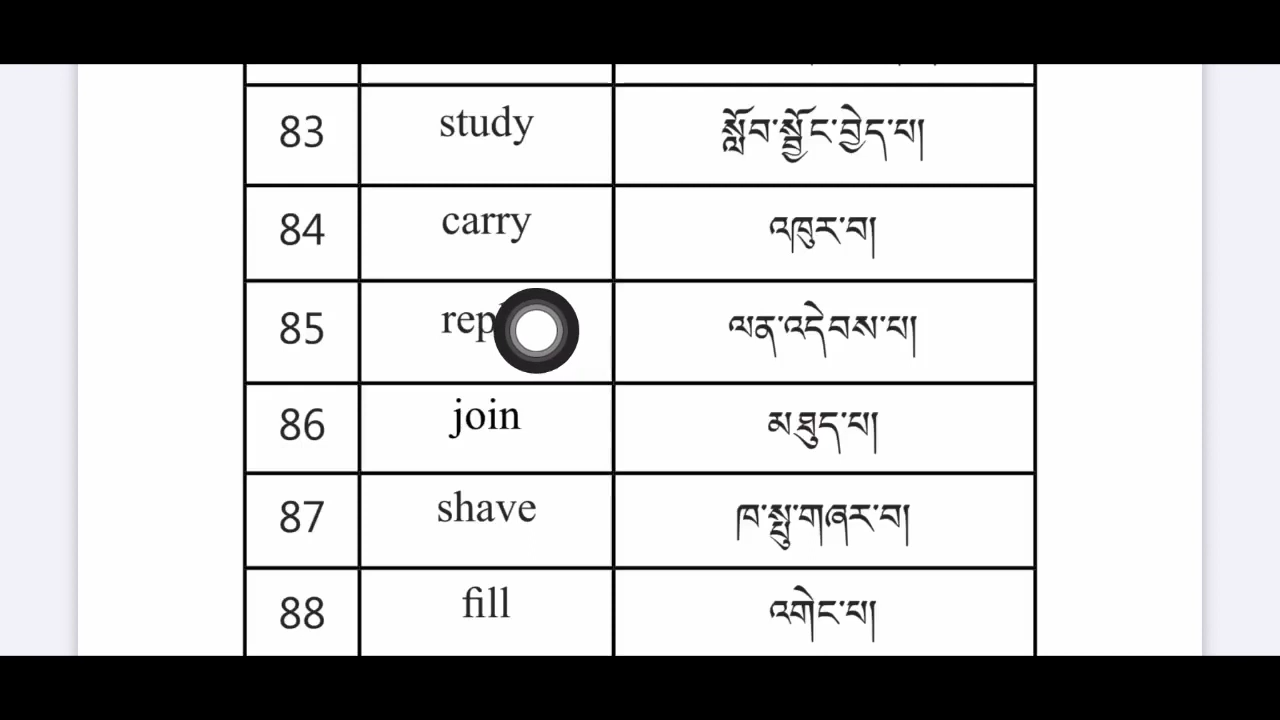 83 study སློབ་སྦྱོང་བྱེད་པ།
84 carry འཁུར་བ།
85 ལན་འདེབས་པ།
86 join མཐུད་པ།
87 shave ཁ་སྤུ་གཞར་བ།
88 fill འགེང་པ།